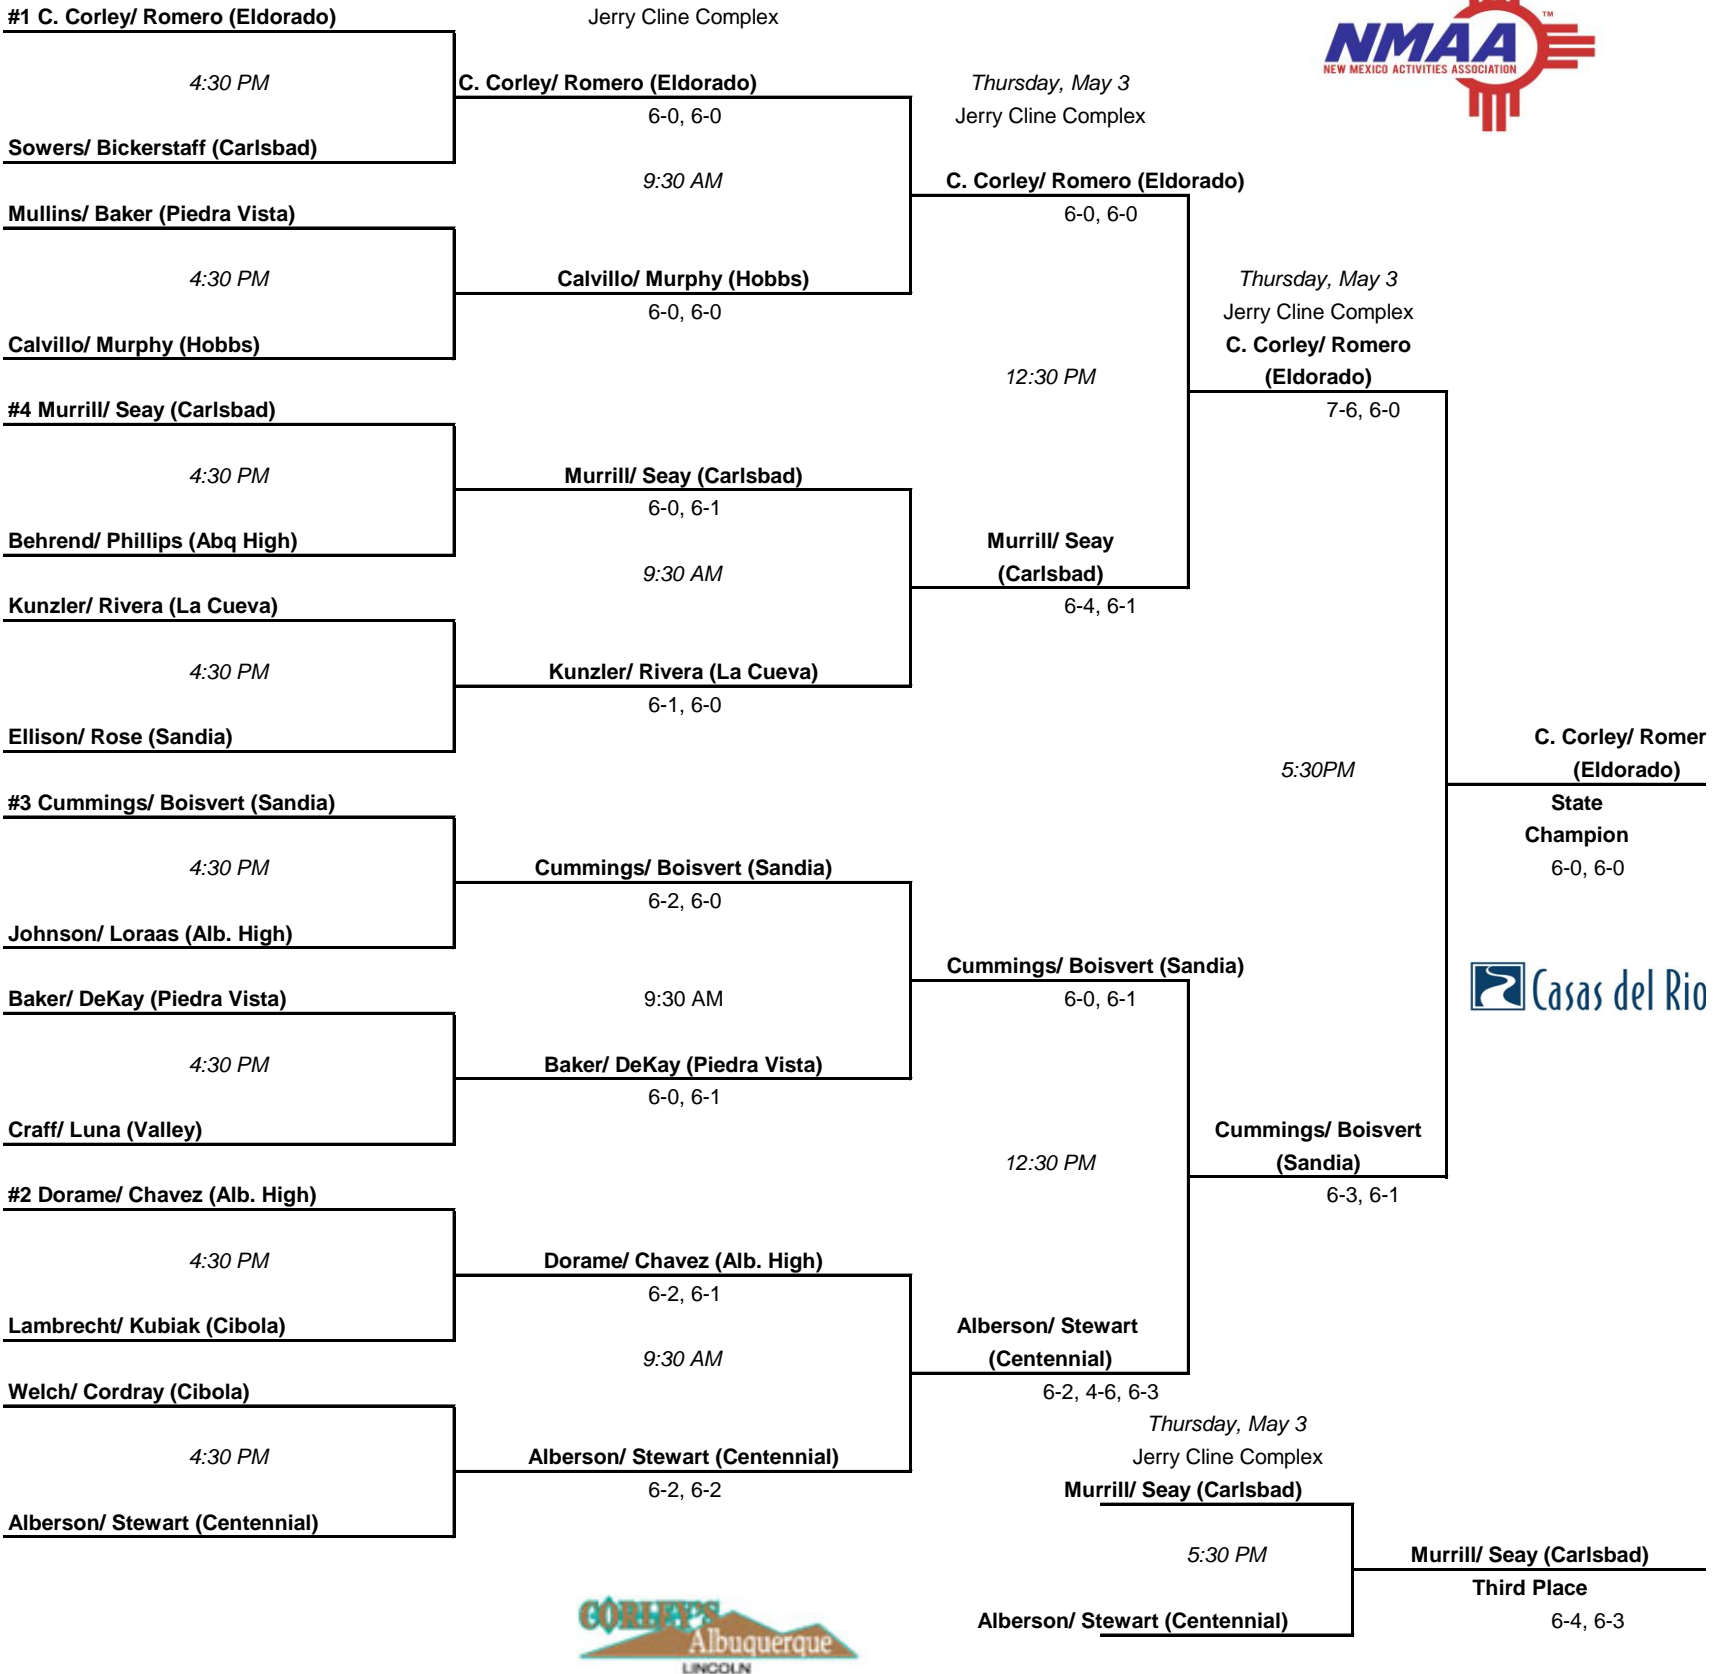 #1 C. Corley/ Romero (Eldorado)
Jerry Cline Complex
NMAA
TM
NEW MEXICO ACTIVITIES ASSOCIATION
4:30 PM
C. Corley/ Romero (Eldorado)
6-0, 6-0
Thursday, May 3
Jerry Cline Complex
Sowers/ Bickerstaff (Carlsbad)
9:30 AM
C. Corley/ Romero (Eldorado)
6-0, 6-0
Mullins/ Baker (Piedra Vista)
4:30 PM
Calvillo/ Murphy (Hobbs)
6-0, 6-0
Thursday, May 3
Jerry Cline Complex
C. Corley/ Romero
(Eldorado)
7-6, 6-0
Calvillo/ Murphy (Hobbs)
12:30 PM
#4 Murrill/ Seay (Carlsbad)
4:30 PM
Murrill/ Seay (Carlsbad)
6-0, 6-1
Behrend/ Phillips (Abq High)
9:30 AM
Murrill/ Seay
(Carlsbad)
6-4, 6-1
Kunzler/ Rivera (La Cueva)
4:30 PM
Kunzler/ Rivera (La Cueva)
6-1, 6-0
Ellison/ Rose (Sandia)
5:30PM
C. Corley/ Romer
(Eldorado)
State
Champion
6-0, 6-0
#3 Cummings/ Boisvert (Sandia)
4:30 PM
Cummings/ Boisvert (Sandia)
6-2, 6-0
Johnson/ Loraas (Alb. High)
Cummings/ Boisvert (Sandia)
6-0, 6-1
Casas del Rio
Baker/ DeKay (Piedra Vista)
9:30 AM
4:30 PM
Baker/ DeKay (Piedra Vista)
6-0, 6-1
Craff/ Luna (Valley)
12:30 PM
Cummings/ Boisvert
(Sandia)
6-3, 6-1
#2 Dorame/ Chavez (Alb. High)
4:30 PM
Dorame/ Chavez (Alb. High)
6-2, 6-1
Lambrecht/ Kubiak (Cibola)
9:30 AM
Alberson/ Stewart
(Centennial)
6-2, 4-6, 6-3
Welch/ Cordray (Cibola)
4:30 PM
Alberson/ Stewart (Centennial)
6-2, 6-2
Alberson/ Stewart (Centennial)
Thursday, May 3
Jerry Cline Complex
Murrill/ Seay (Carlsbad)
5:30 PM
Alberson/ Stewart (Centennial)
Murrill/ Seay (Carlsbad)
Third Place
6-4, 6-3
CORLEY'S
Albuquerque
LINCOLN